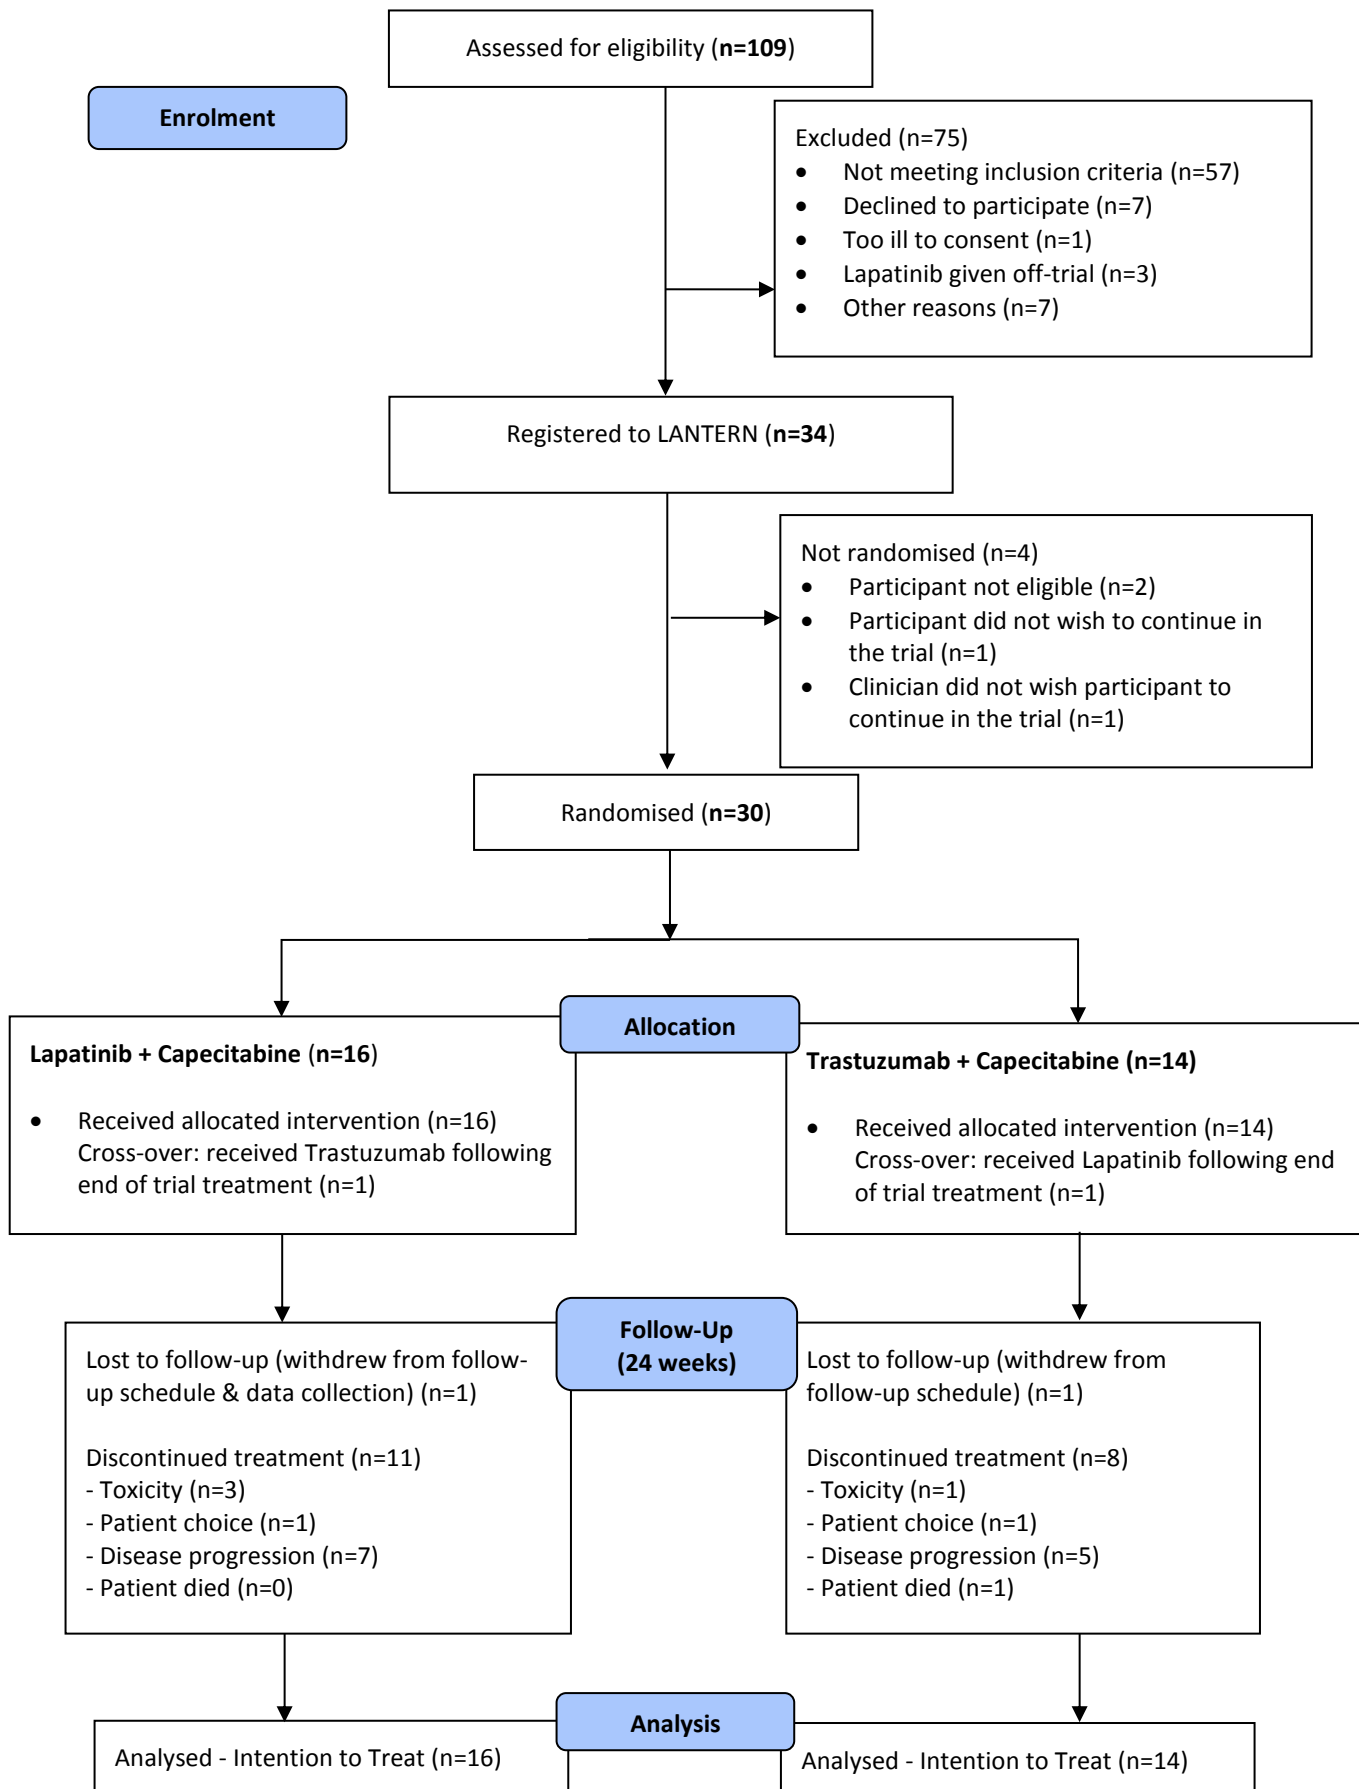 Assessed for eligibility (n=109)
Enrolment
Excluded (n=75)
• Not meeting inclusion criteria (n=57)
• Declined to participate (n=7)
• Too ill to consent (n=1)
• Lapatinib given off-trial (n=3)
• Other reasons (n=7)
Registered to LANTERN (n=34)
Not randomised (n=4)
• Participant not eligible (n=2)
• Participant did not wish to continue in
the trial (n=1)
• Clinician did not wish participant to
continue in the trial (n=1)
Randomised (n=30)
Allocation
Lapatinib + Capecitabine (n=16)
• Received allocated intervention (n=16)
Cross-over: received Trastuzumab following
end of trial treatment (n=1)
Trastuzumab + Capecitabine (n=14)
• Received allocated intervention (n=14)
Cross-over: received Lapatinib following end
of trial treatment (n=1)
Follow-Up
(24 weeks)
Lost to follow-up (withdrew from follow-
up schedule & data collection) (n=1)
Discontinued treatment (n=11)
- Toxicity (n=3)
- Patient choice (n=1)
- Disease progression (n=7)
- Patient died (n=0)
Lost to follow-up (withdrew from
follow-up schedule) (n=1)
Discontinued treatment (n=8)
- Toxicity (n=1)
- Patient choice (n=1)
- Disease progression (n=5)
- Patient died (n=1)
Analysis
Analysed - Intention to Treat (n=16)
Analysed - Intention to Treat (n=14)